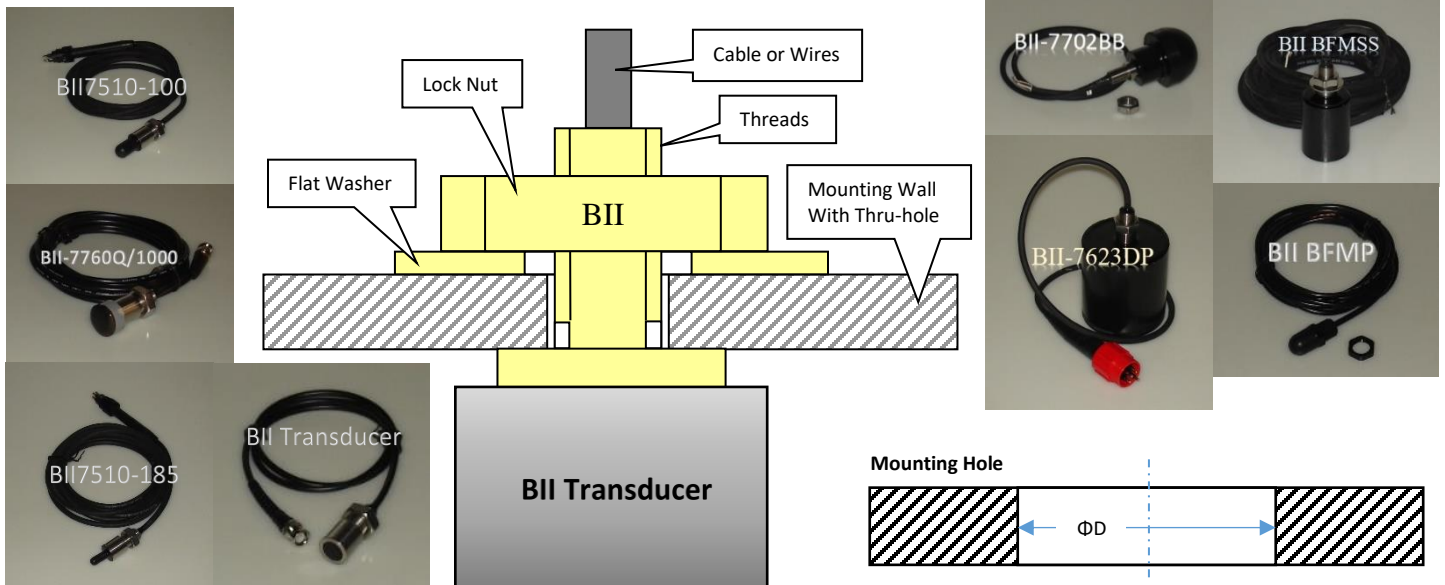 BII7510-100
BII-7760Q/1000
BII7510-185
BII Transducer
Cable or Wires
Lock Nut
Threads
Flat Washer
Mounting Wall
With Thru-hole
BII
BII Transducer
BII-7702BB
BII BFMSS
BII-7623DP
BII BFMP
Mounting Hole
ΦD